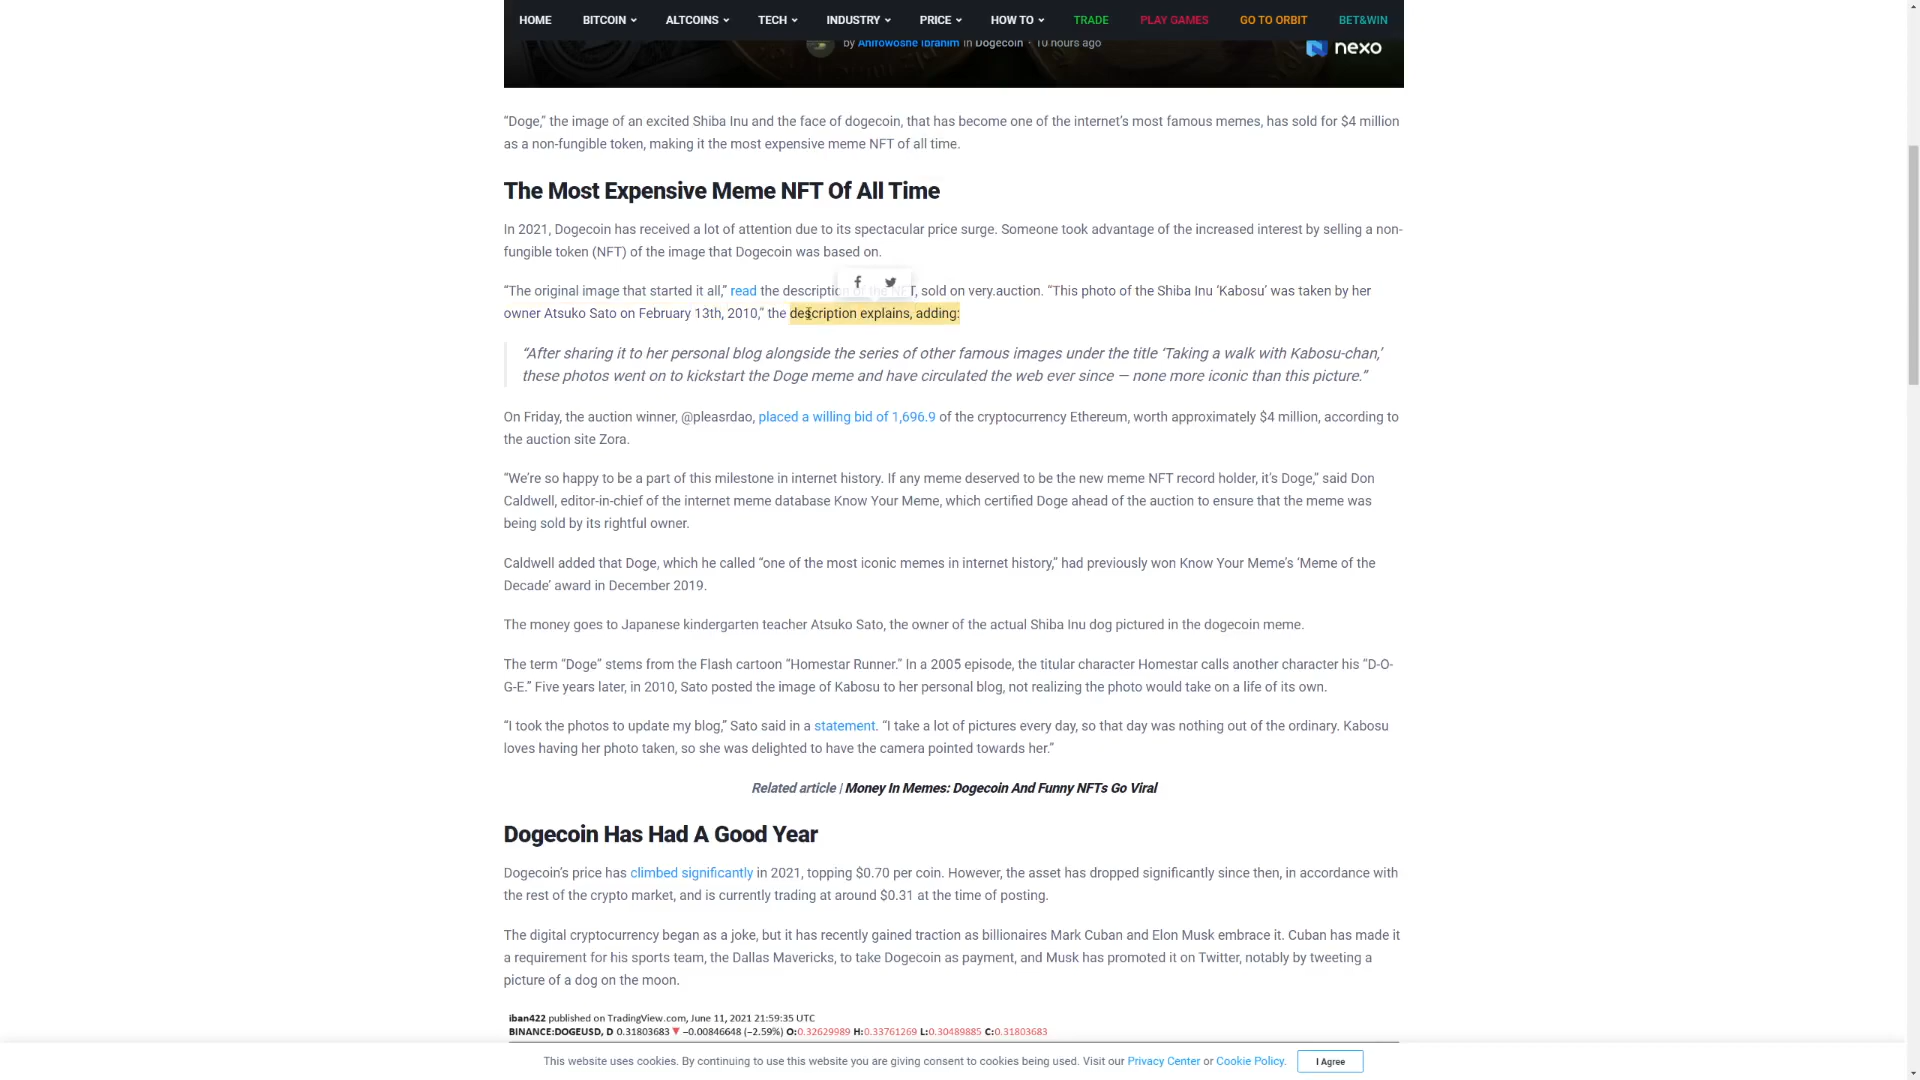 HOME BITCOIN ALTCOINS TECH INDUSTRY PRICE HOW TO TRADE PLAY GAMES GO TO ORBIT BET&WIN
by Anifowoshe Ibrahim in Dogecoin · 10 hours ago
nexo
“Doge,” the image of an excited Shiba Inu and the face of dogecoin, that has become one of the internet’s most famous memes, has sold for $4 million
as a non-fungible token, making it the most expensive meme NFT of all time.
The Most Expensive Meme NFT Of All Time
In 2021, Dogecoin has received a lot of attention due to its spectacular price surge. Someone took advantage of the increased interest by selling a non-
fungible token (NFT) of the image that Dogecoin was based on.
“The original image that started it all,” read the description of the NFT, sold on very.auction. “This photo of the Shiba Inu ‘Kabosu’ was taken by her
owner Atsuko Sato on February 13th, 2010,” the description explains, adding:
“After sharing it to her personal blog alongside the series of other famous images under the title ‘Taking a walk with Kabosu-chan,’
these photos went on to kickstart the Doge meme and have circulated the web ever since — none more iconic than this picture.”
On Friday, the auction winner, @pleasrdao, placed a willing bid of 1,696.9 of the cryptocurrency Ethereum, worth approximately $4 million, according to
the auction site Zora.
“We’re so happy to be a part of this milestone in internet history. If any meme deserved to be the new meme NFT record holder, it’s Doge,” said Don
Caldwell, editor-in-chief of the internet meme database Know Your Meme, which certified Doge ahead of the auction to ensure that the meme was
being sold by its rightful owner.
Caldwell added that Doge, which he called “one of the most iconic memes in internet history,” had previously won Know Your Meme’s ‘Meme of the
Decade’ award in December 2019.
The money goes to Japanese kindergarten teacher Atsuko Sato, the owner of the actual Shiba Inu dog pictured in the dogecoin meme.
The term “Doge” stems from the Flash cartoon “Homestar Runner.” In a 2005 episode, the titular character Homestar calls another character his “D-O-
G-E.” Five years later, in 2010, Sato posted the image of Kabosu to her personal blog, not realizing the photo would take on a life of its own.
“I took the photos to update my blog,” Sato said in a statement. “I take a lot of pictures every day, so that day was nothing out of the ordinary. Kabosu
loves having her photo taken, so she was delighted to have the camera pointed towards her.”
Related article | Money In Memes: Dogecoin And Funny NFTs Go Viral
Dogecoin Has Had A Good Year
Dogecoin’s price has climbed significantly in 2021, topping $0.70 per coin. However, the asset has dropped significantly since then, in accordance with
the rest of the crypto market, and is currently trading at around $0.31 at the time of posting.
The digital cryptocurrency began as a joke, but it has recently gained traction as billionaires Mark Cuban and Elon Musk embrace it. Cuban has made it
a requirement for his sports team, the Dallas Mavericks, to take Dogecoin as payment, and Musk has promoted it on Twitter, notably by tweeting a
picture of a dog on the moon.
iban422 published on TradingView.com, June 11, 2021 21:59:35 UTC
BINANCE:DOGEUSD, D 0.31803683 ▼ −0.00846648 (−2.59%) O:0.32629989 H:0.33761269 L:0.30489885 C:0.31803683
This website uses cookies. By continuing to use this website you are giving consent to cookies being used. Visit our Privacy Center or Cookie Policy. I Agree